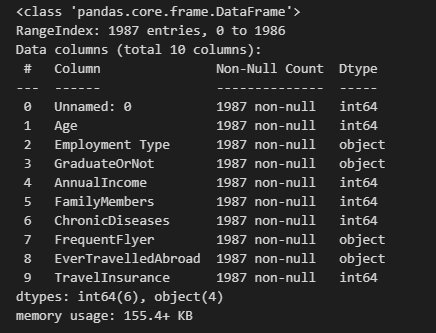 <class 'pandas.core.frame.DataFrame'>
RangeIndex: 1987 entries, 0 to 1986
Data columns (total 10 columns):
 #   Column               Non-Null Count  Dtype
---  ------               --------------  -----
 0   Unnamed: 0           1987 non-null   int64
 1   Age                  1987 non-null   int64
 2   Employment Type      1987 non-null   object
 3   GraduateOrNot        1987 non-null   object
 4   AnnualIncome         1987 non-null   int64
 5   FamilyMembers        1987 non-null   int64
 6   ChronicDiseases      1987 non-null   int64
 7   FrequentFlyer        1987 non-null   object
 8   EverTravelledAbroad  1987 non-null   object
 9   TravelInsurance      1987 non-null   int64
dtypes: int64(6), object(4)
memory usage: 155.4+ KB